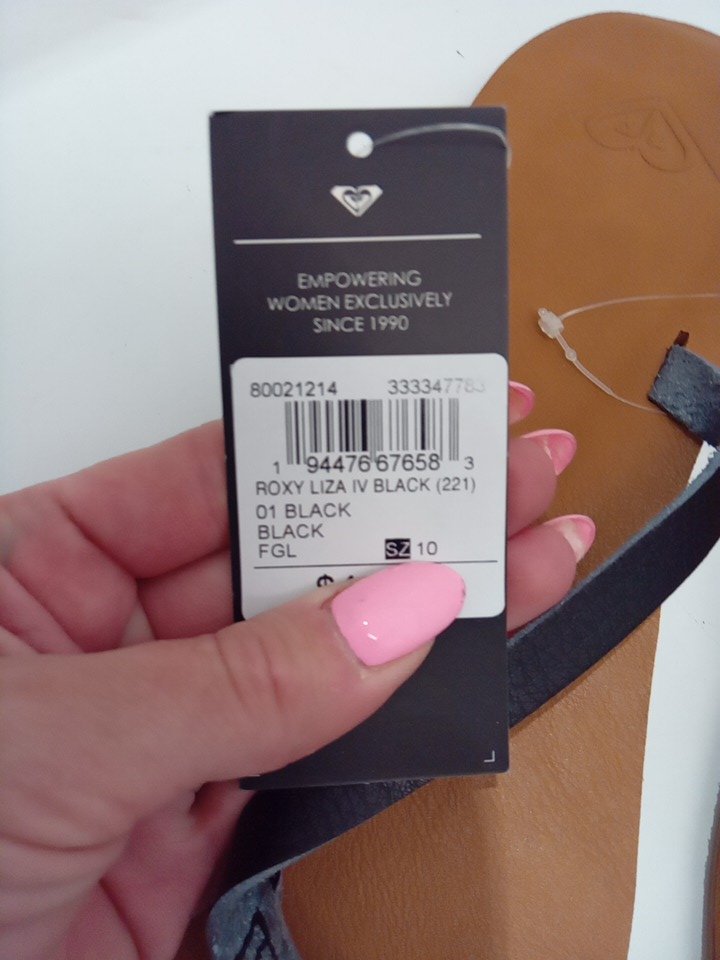 EMPOWERING
WOMEN EXCLUSIVELY
SINCE 1990
80021214 333347783
1 94476 67658 3
ROXY LIZA IV BLACK (221)
01 BLACK
BLACK
FGL SZ 10